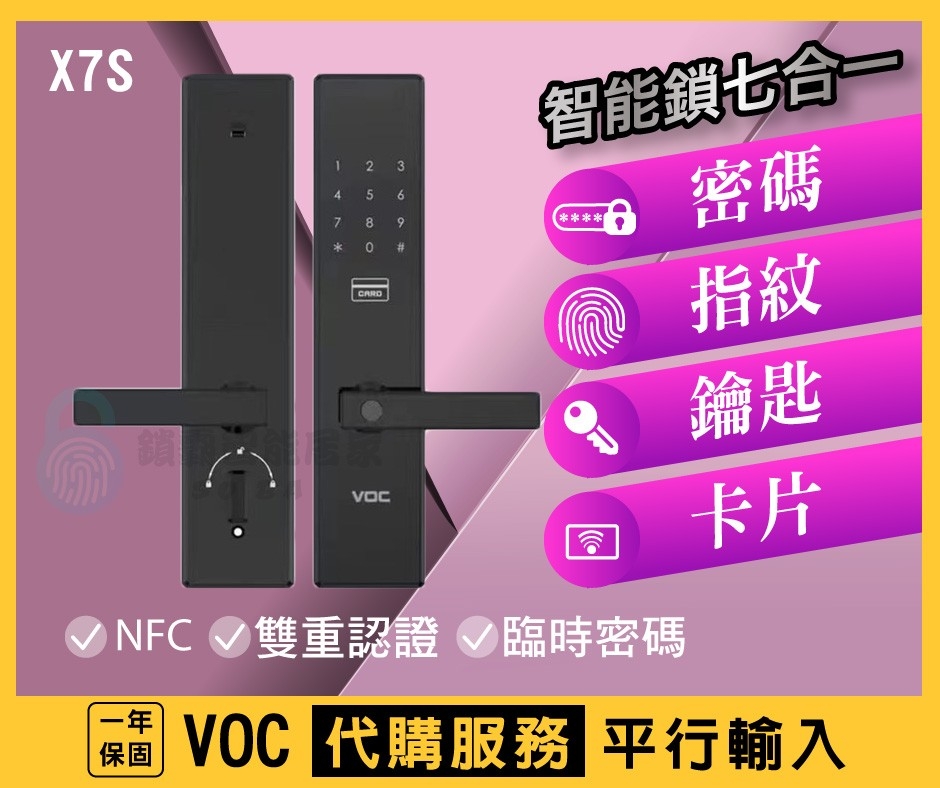 X7S
智能鎖七合一
1 2 3
4 5 6
7 8 9
* 0 #
CARD
VOC
****
密碼
指紋
鑰匙
卡片
NFC 雙重認證 臨時密碼
一年保固 VOC 代購服務 平行輸入